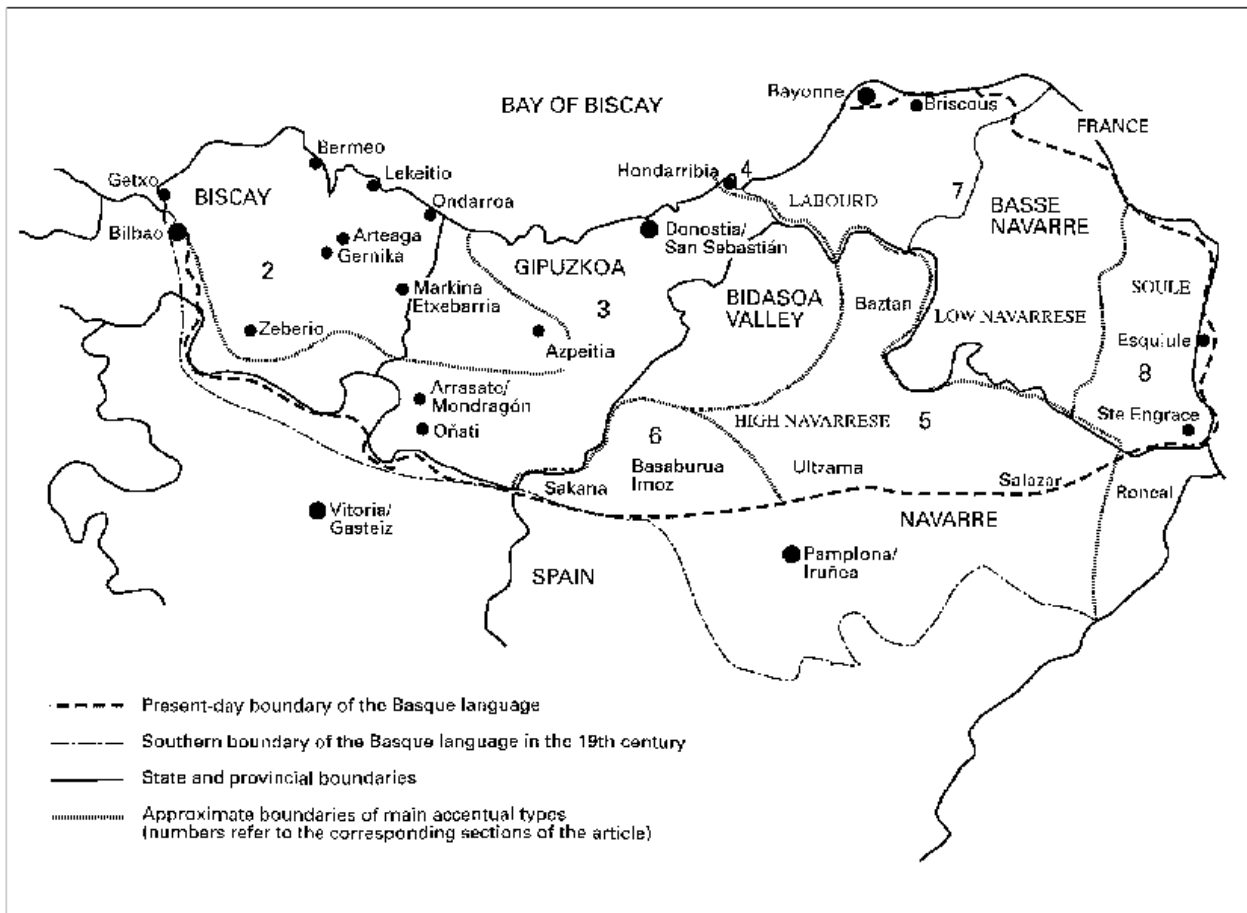 BAY OF BISCAY
Bayonne
Briscous
FRANCE
Bermeo
Lekeitio
Getxo
BISCAY
Ondarroa
Hondarribia
4
LABOURD
7
BASSE
NAVARRE
Bilbao
Arteaga
Gernika
2
Donostia/
San Sebastián
GIPUZKOA
3
Markina
Etxebarria
BIDASOA
VALLEY
Baztan
SOULE
LOW NAVARRESE
Zeberio
Azpeitia
Esquiule
8
Arrasate/
Mondragón
Oñati
Ste Engrace
HIGH NAVARRESE
5
6
Basaburua
Imoz
Ultzama
Sakana
Salazar
Roncal
Vitoria/
Gasteiz
NAVARRE
Pamplona/
Iruñea
SPAIN
Present-day boundary of the Basque language
Southern boundary of the Basque language in the 19th century
State and provincial boundaries
Approximate boundaries of main accentual types
(numbers refer to the corresponding sections of the article)